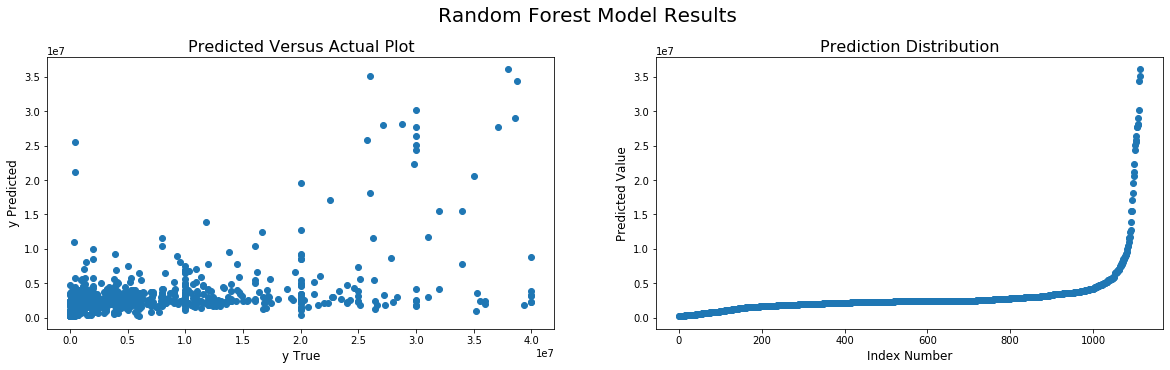 Random Forest Model Results
Predicted Versus Actual Plot
1e7
3.5
3.0
2.5
2.0
1.5
1.0
0.5
0.0
y Predicted
0.0 0.5 1.0 1.5 2.0 2.5 3.0 3.5 4.0
1e7
y True
Prediction Distribution
1e7
3.5
3.0
2.5
2.0
1.5
1.0
0.5
0.0
Predicted Value
0 200 400 600 800 1000
Index Number